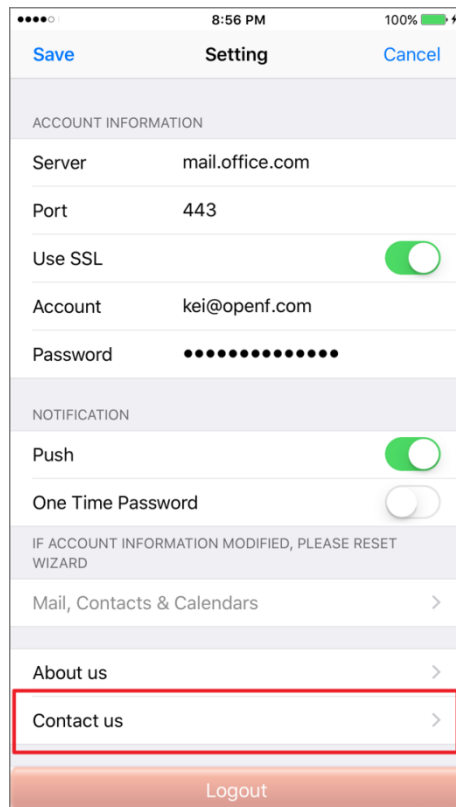 8:56 PM 100%
Save Setting Cancel
ACCOUNT INFORMATION
Server mail.office.com
Port 443
Use SSL
Account kei@openf.com
Password ••••••••••••••
NOTIFICATION
Push
One Time Password
IF ACCOUNT INFORMATION MODIFIED, PLEASE RESET
WIZARD
Mail, Contacts & Calendars
About us
Contact us
Logout